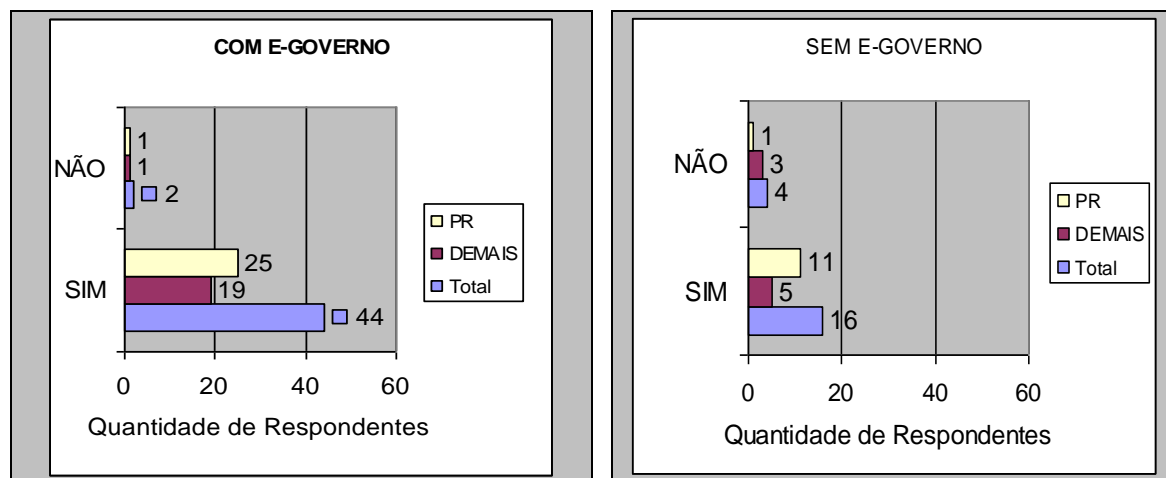 COM E-GOVERNO
NÃO
1
1
2
SIM
25
19
44
0 20 40 60
Quantidade de Respondentes
PR
DEMAIS
Total
SEM E-GOVERNO
NÃO
1
3
4
SIM
11
5
16
0 20 40 60
Quantidade de Respondentes
PR
DEMAIS
Total